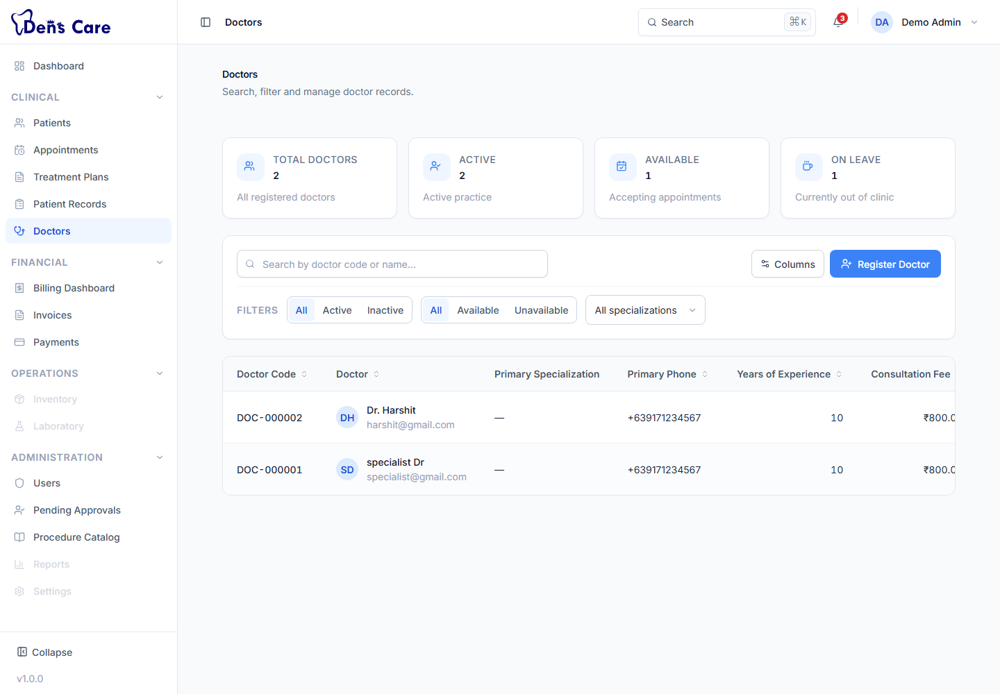 Den's Care
Doctors
Search
⌘K
3
DA
Demo Admin
Dashboard
CLINICAL
Patients
Appointments
Treatment Plans
Patient Records
Doctors
FINANCIAL
Billing Dashboard
Invoices
Payments
OPERATIONS
Inventory
Laboratory
ADMINISTRATION
Users
Pending Approvals
Procedure Catalog
Reports
Settings
Collapse
v1.0.0
Doctors
Search, filter and manage doctor records.
TOTAL DOCTORS
2
All registered doctors
ACTIVE
2
Active practice
AVAILABLE
1
Accepting appointments
ON LEAVE
1
Currently out of clinic
Search by doctor code or name...
Columns
Register Doctor
FILTERS
All Active Inactive
All Available Unavailable
All specializations
Doctor Code Doctor Primary Specialization Primary Phone Years of Experience Consultation Fee
DOC-000002 DH Dr. Harshit — +639171234567 10 ₹800.0
harshit@gmail.com
DOC-000001 SD specialist Dr — +639171234567 10 ₹800.0
specialist@gmail.com